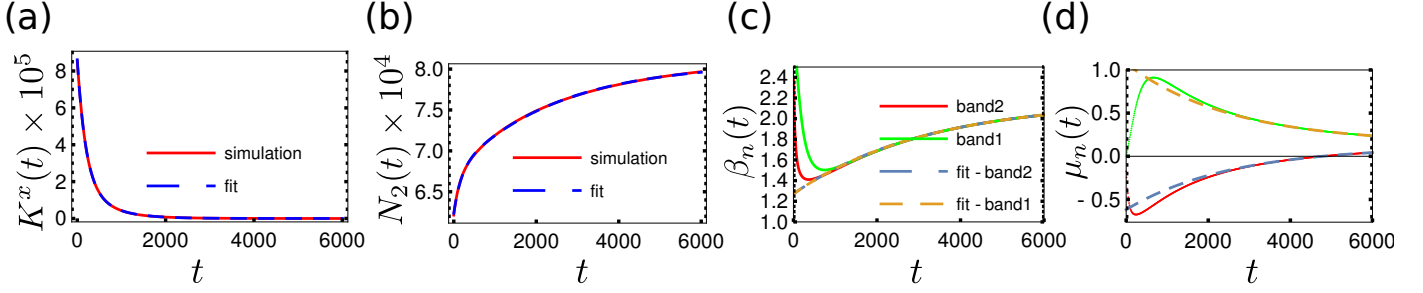 (a)
K^x(t) × 10^5
8
6
4
2
0
simulation
fit
0 2000 4000 6000
t
(b)
N_2(t) × 10^4
8.0
7.5
7.0
6.5
simulation
fit
0 2000 4000 6000
t
(c)
β_n(t)
2.4
2.2
2.0
1.8
1.6
1.4
1.2
1.0
band2
band1
fit - band2
fit - band1
0 2000 4000 6000
t
(d)
μ_n(t)
1.0
0.5
0.0
- 0.5
0 2000 4000 6000
t